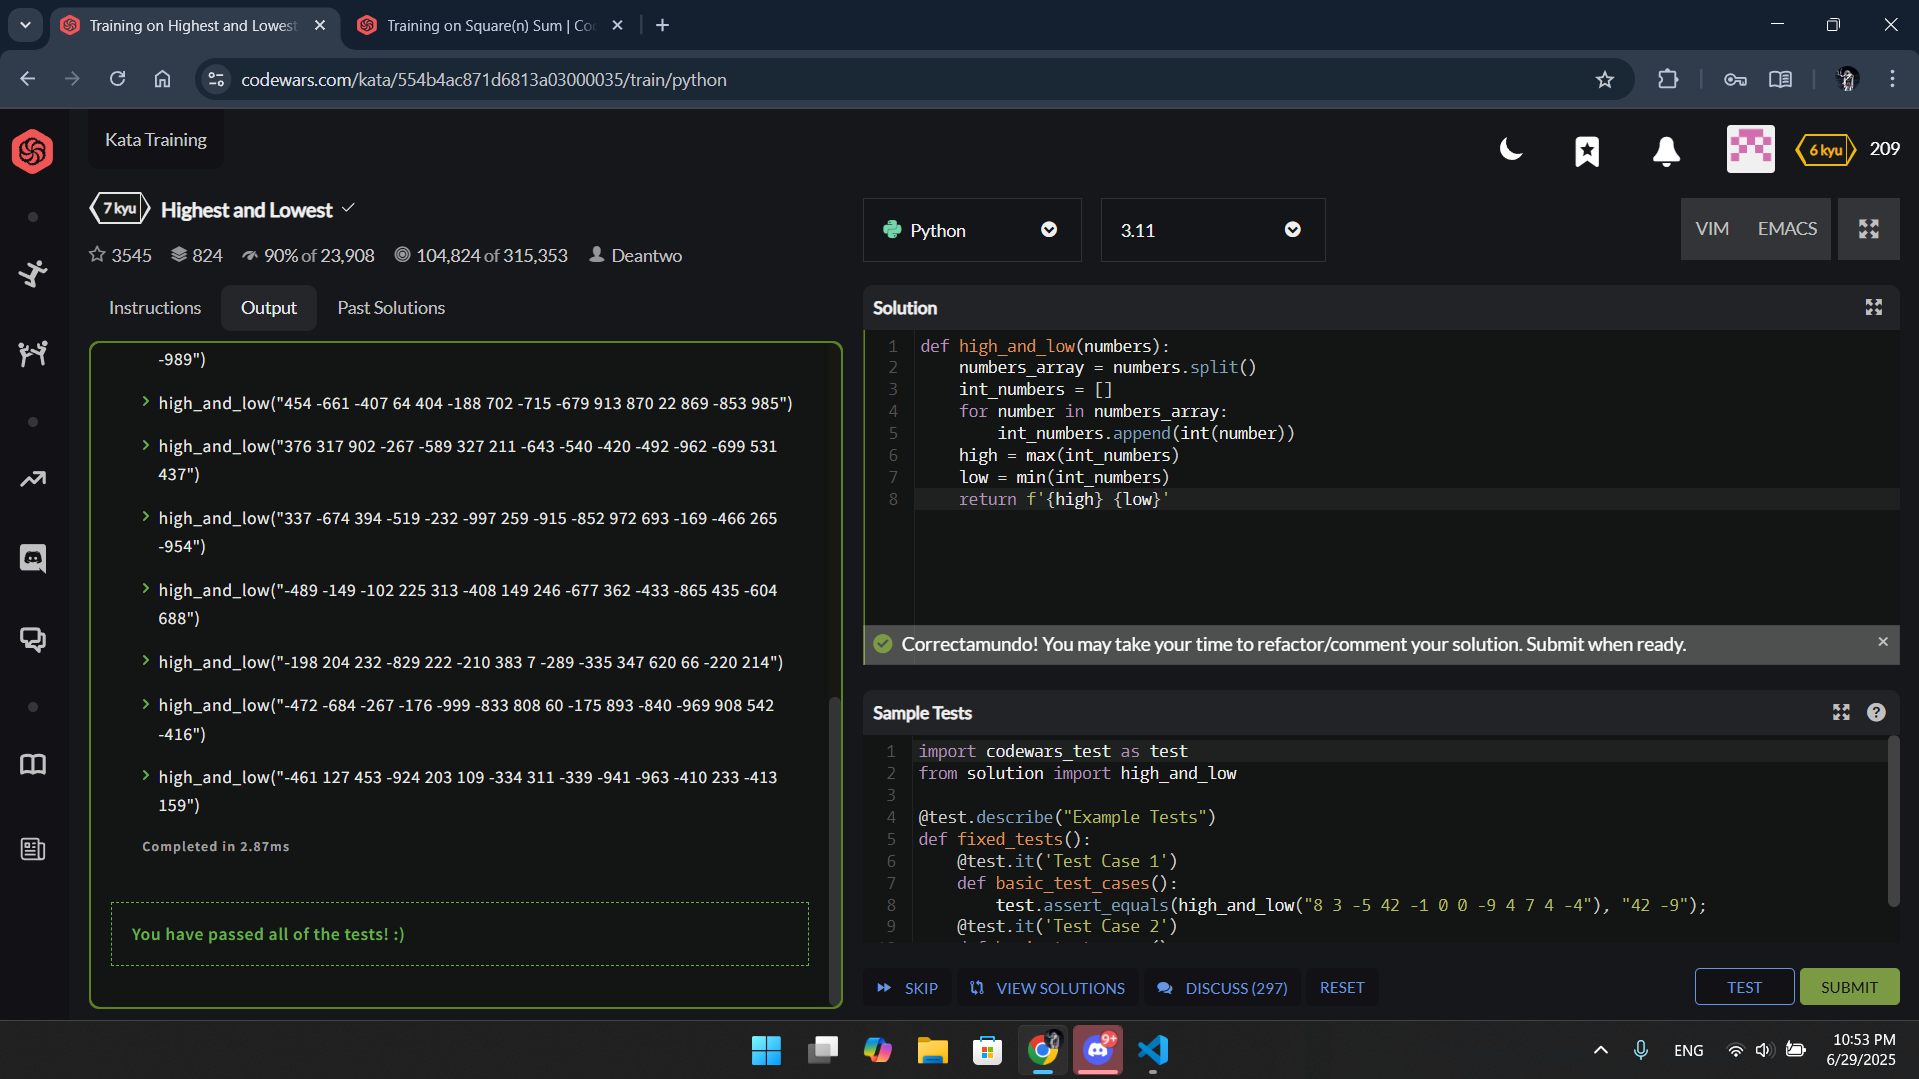 Training on Highest and Lowest
Training on Square(n) Sum | Co
codewars.com/kata/554b4ac871d6813a03000035/train/python
Kata Training
6 kyu
209
7 kyu
Highest and Lowest
3545
824
90% of 23,908
104,824 of 315,353
Deantwo
Python
3.11
VIM
EMACS
Instructions
Output
Past Solutions
-989")
high_and_low("454 -661 -407 64 404 -188 702 -715 -679 913 870 22 869 -853 985")
high_and_low("376 317 902 -267 -589 327 211 -643 -540 -420 -492 -962 -699 531
437")
high_and_low("337 -674 394 -519 -232 -997 259 -915 -852 972 693 -169 -466 265
-954")
high_and_low("-489 -149 -102 225 313 -408 149 246 -677 362 -433 -865 435 -604
688")
high_and_low("-198 204 232 -829 222 -210 383 7 -289 -335 347 620 66 -220 214")
high_and_low("-472 -684 -267 -176 -999 -833 808 60 -175 893 -840 -969 908 542
-416")
high_and_low("-461 127 453 -924 203 109 -334 311 -339 -941 -963 -410 233 -413
159")
Completed in 2.87ms
You have passed all of the tests! :)
Solution
1 def high_and_low(numbers):
2 numbers_array = numbers.split()
3 int_numbers = []
4 for number in numbers_array:
5 int_numbers.append(int(number))
6 high = max(int_numbers)
7 low = min(int_numbers)
8 return f'{high} {low}'
Correctamundo! You may take your time to refactor/comment your solution. Submit when ready.
Sample Tests
1 import codewars_test as test
2 from solution import high_and_low
3
4 @test.describe("Example Tests")
5 def fixed_tests():
6 @test.it('Test Case 1')
7 def basic_test_cases():
8 test.assert_equals(high_and_low("8 3 -5 42 -1 0 0 -9 4 7 4 -4"), "42 -9");
9 @test.it('Test Case 2')
SKIP
VIEW SOLUTIONS
DISCUSS (297)
RESET
TEST
SUBMIT
9+
ENG
10:53 PM
6/29/2025